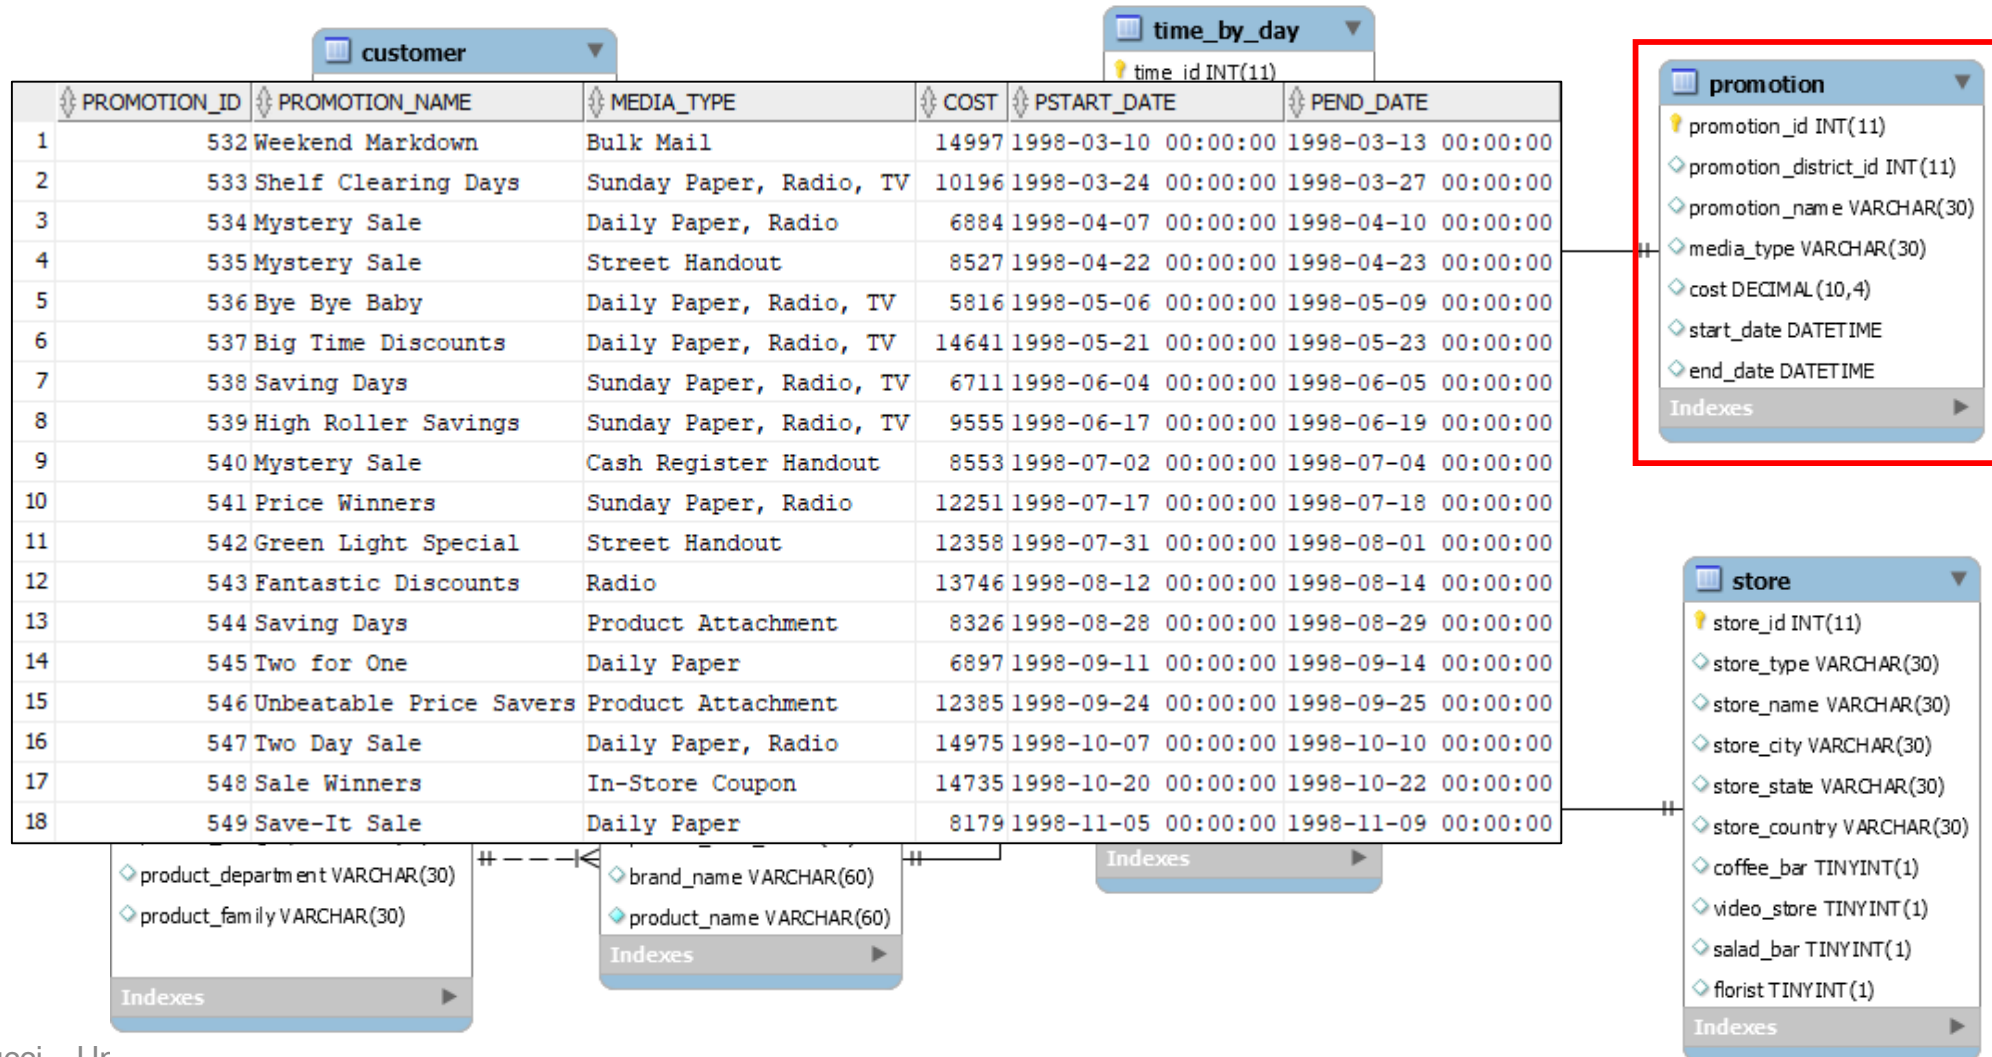 customer
time_by_day
time_id INT(11)
PROMOTION_ID PROMOTION_NAME MEDIA_TYPE COST PSTART_DATE PEND_DATE
1 532 Weekend Markdown Bulk Mail 14997 1998-03-10 00:00:00 1998-03-13 00:00:00
2 533 Shelf Clearing Days Sunday Paper, Radio, TV 10196 1998-03-24 00:00:00 1998-03-27 00:00:00
3 534 Mystery Sale Daily Paper, Radio 6884 1998-04-07 00:00:00 1998-04-10 00:00:00
4 535 Mystery Sale Street Handout 8527 1998-04-22 00:00:00 1998-04-23 00:00:00
5 536 Bye Bye Baby Daily Paper, Radio, TV 5816 1998-05-06 00:00:00 1998-05-09 00:00:00
6 537 Big Time Discounts Daily Paper, Radio, TV 14641 1998-05-21 00:00:00 1998-05-23 00:00:00
7 538 Saving Days Sunday Paper, Radio, TV 6711 1998-06-04 00:00:00 1998-06-05 00:00:00
8 539 High Roller Savings Sunday Paper, Radio, TV 9555 1998-06-17 00:00:00 1998-06-19 00:00:00
9 540 Mystery Sale Cash Register Handout 8553 1998-07-02 00:00:00 1998-07-04 00:00:00
10 541 Price Winners Sunday Paper, Radio 12251 1998-07-17 00:00:00 1998-07-18 00:00:00
11 542 Green Light Special Street Handout 12358 1998-07-31 00:00:00 1998-08-01 00:00:00
12 543 Fantastic Discounts Radio 13746 1998-08-12 00:00:00 1998-08-14 00:00:00
13 544 Saving Days Product Attachment 8326 1998-08-28 00:00:00 1998-08-29 00:00:00
14 545 Two for One Daily Paper 6897 1998-09-11 00:00:00 1998-09-14 00:00:00
15 546 Unbeatable Price Savers Product Attachment 12385 1998-09-24 00:00:00 1998-09-25 00:00:00
16 547 Two Day Sale Daily Paper, Radio 14975 1998-10-07 00:00:00 1998-10-10 00:00:00
17 548 Sale Winners In-Store Coupon 14735 1998-10-20 00:00:00 1998-10-22 00:00:00
18 549 Save-It Sale Daily Paper 8179 1998-11-05 00:00:00 1998-11-09 00:00:00
promotion
promotion_id INT(11)
promotion_district_id INT(11)
promotion_name VARCHAR(30)
media_type VARCHAR(30)
cost DECIMAL(10,4)
start_date DATETIME
end_date DATETIME
Indexes
store
store_id INT(11)
store_type VARCHAR(30)
store_name VARCHAR(30)
store_city VARCHAR(30)
store_state VARCHAR(30)
store_country VARCHAR(30)
coffee_bar TINYINT(1)
video_store TINYINT(1)
salad_bar TINYINT(1)
florist TINYINT(1)
Indexes
product_department VARCHAR(30)
product_family VARCHAR(30)
Indexes
brand_name VARCHAR(60)
product_name VARCHAR(60)
Indexes
Indexes